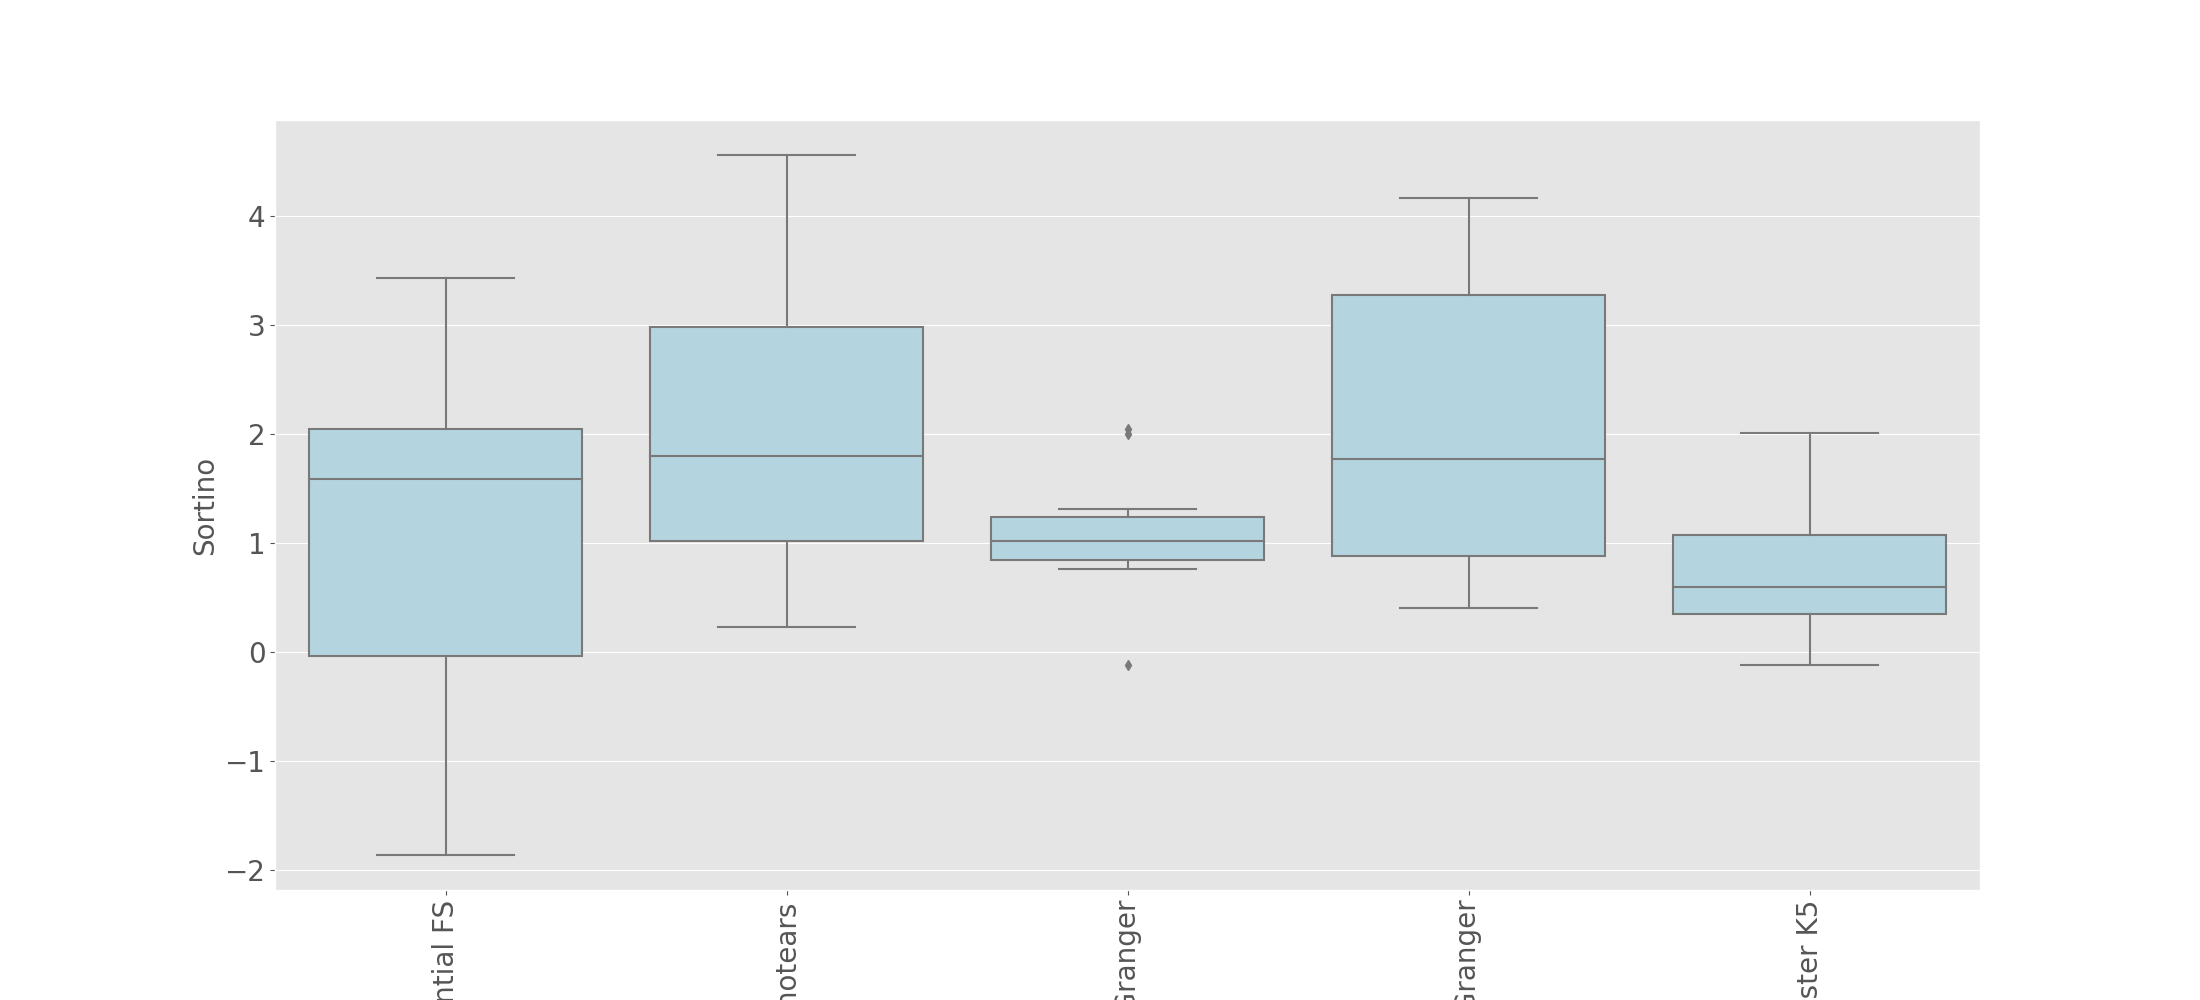 4
3
2
1
0
−1
−2
Sortino
ntial FS
notears
Granger
Granger
ster K5